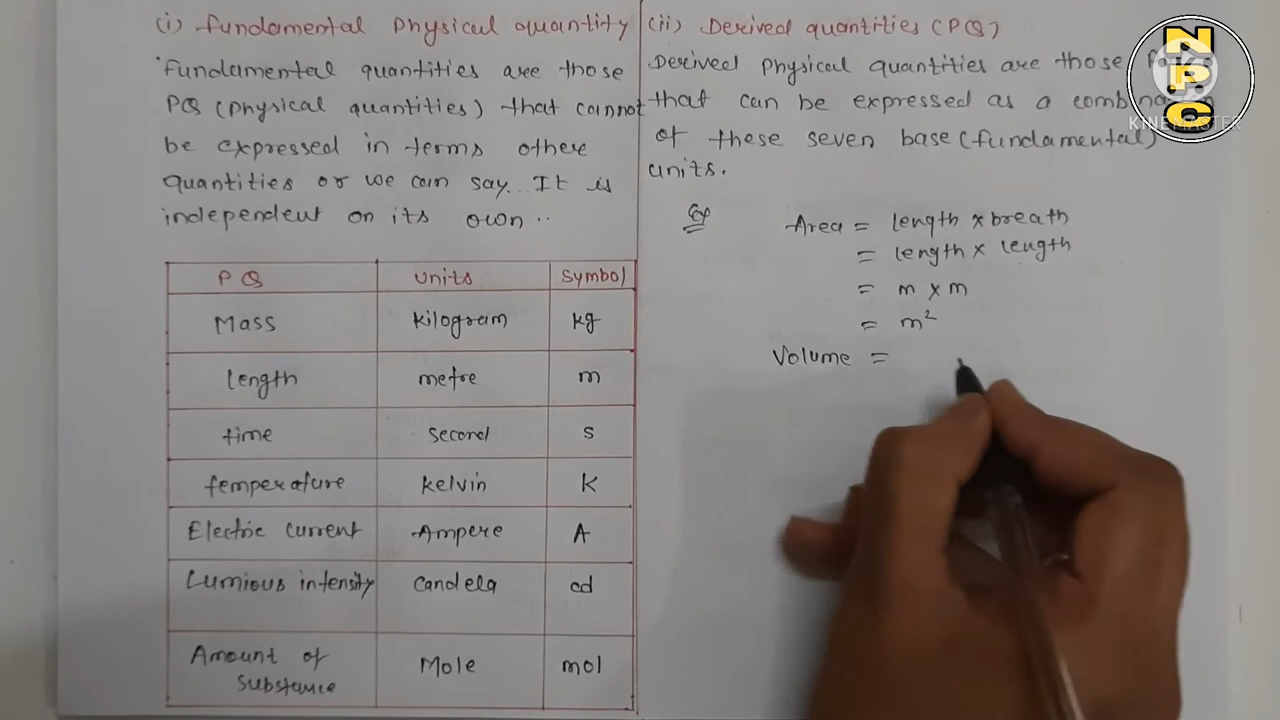 (i) Fundamental Physical quantity
Fundamental quantities are those
PQ (Physical quantities) that cannot
be expressed in terms othere
quantities or we can say.. It is
independent on its own ..
PQ Units Symbol
Mass Kilogram kg
length metre m
time Second s
temperature Kelvin K
Electric Current Ampere A
Lumious intensity Candela cd
Amount of substance Mole mol
(ii) Derived quantities (PQ)
Derived Physical quantities are those
that can be expressed as a
of these seven base (fundamental)
units.
Ex Area = length × breath
= length × length
= m × m
= m²
Volume =
NPC
KINEMASTER